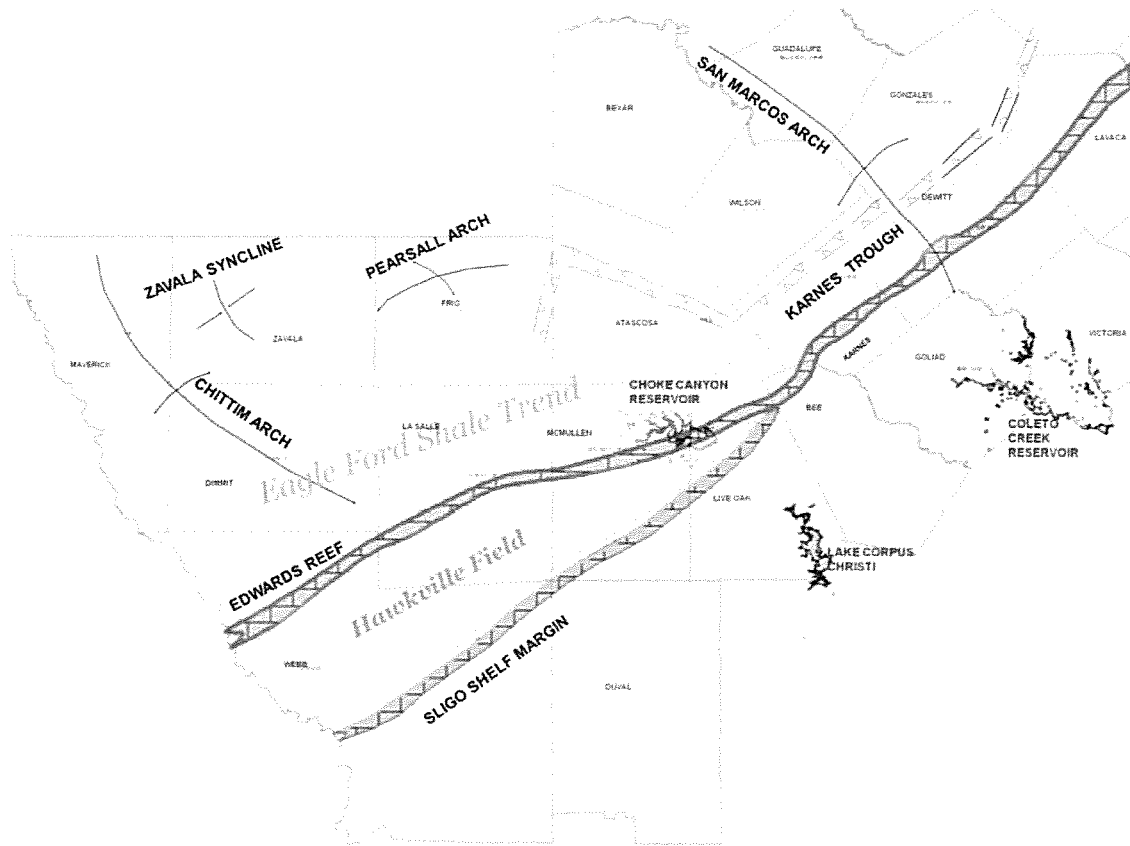 GUADALUPE
SAN MARCOS ARCH
GONZALES
BEXAR
LAVACA
WILSON
DEWITT
ZAVALA SYNCLINE
PEARSALL ARCH
KARNES TROUGH
FRIO
ZAVALA
ATASCOSA
MAVERICK
KARNES
GOLIAD
VICTORIA
CHITTIM ARCH
CHOKE CANYON
RESERVOIR
BEE
Eagle Ford Shale Trend
LA SALLE
MCMULLEN
COLETO
CREEK
RESERVOIR
DIMMIT
LIVE OAK
EDWARDS REEF
Hawkville Field
LAKE CORPUS
CHRISTI
WEBB
SLIGO SHELF MARGIN
DUVAL